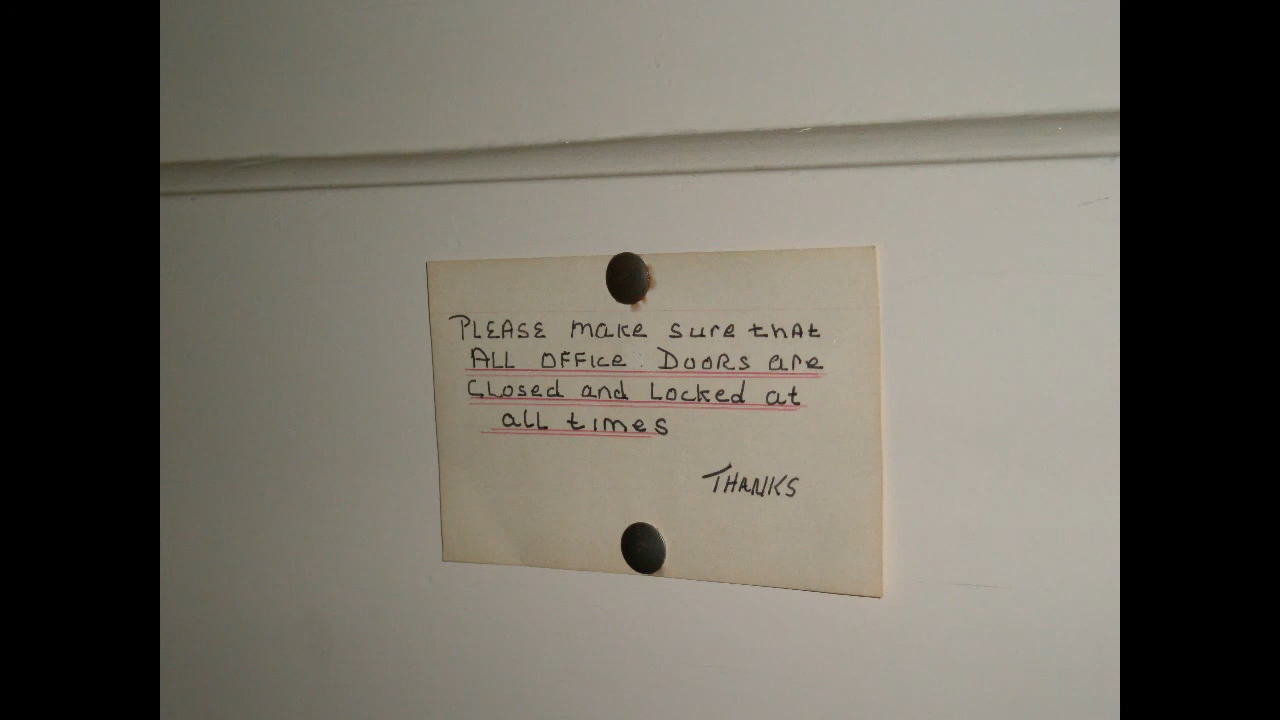 PLEASE make sure thAt
ALL OFFICe DOORS are
CLosed and Locked at
all times
THANKS